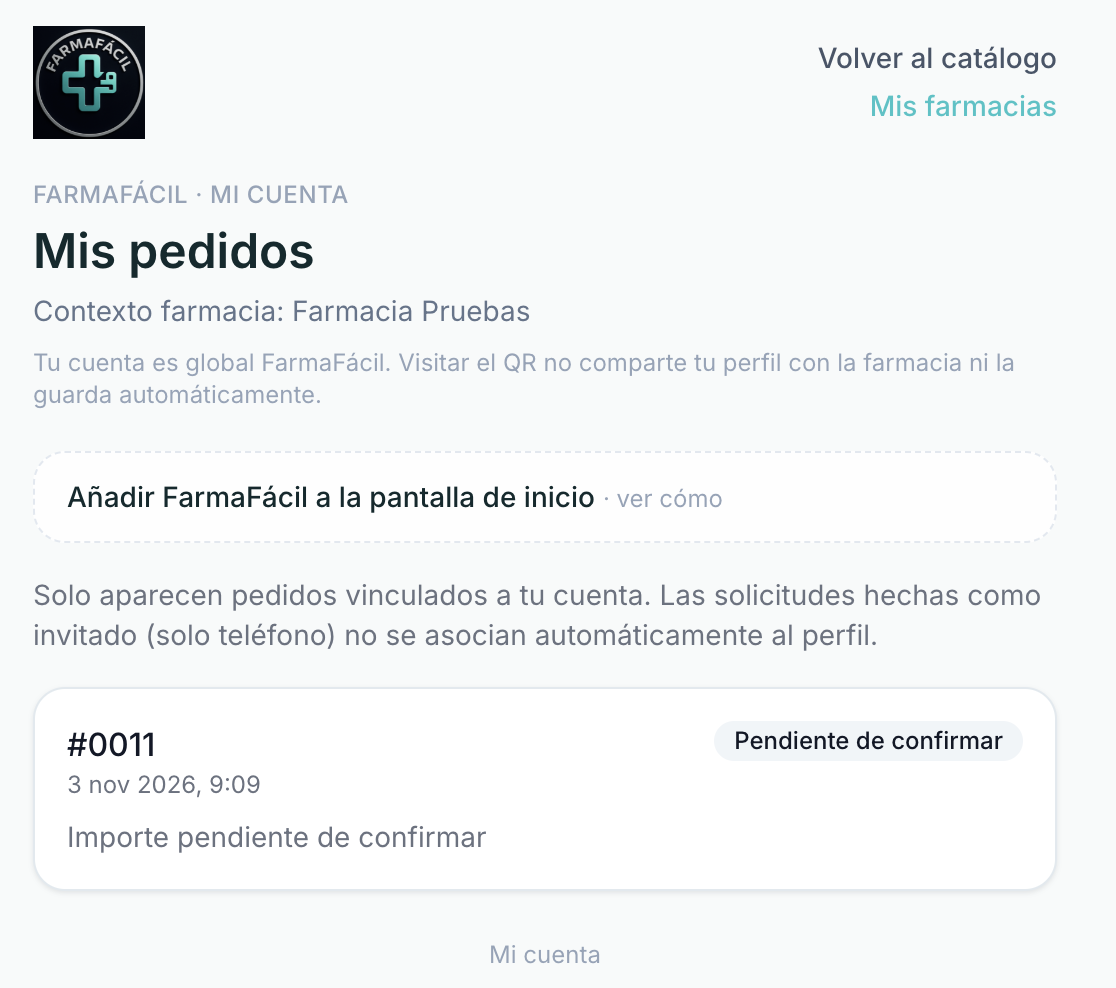 FARMAFÁCIL
Volver al catálogo
Mis farmacias
FARMAFÁCIL · MI CUENTA
Mis pedidos
Contexto farmacia: Farmacia Pruebas
Tu cuenta es global FarmaFácil. Visitar el QR no comparte tu perfil con la farmacia ni la
guarda automáticamente.
Añadir FarmaFácil a la pantalla de inicio · ver cómo
Solo aparecen pedidos vinculados a tu cuenta. Las solicitudes hechas como
invitado (solo teléfono) no se asocian automáticamente al perfil.
#0011
Pendiente de confirmar
3 nov 2026, 9:09
Importe pendiente de confirmar
Mi cuenta